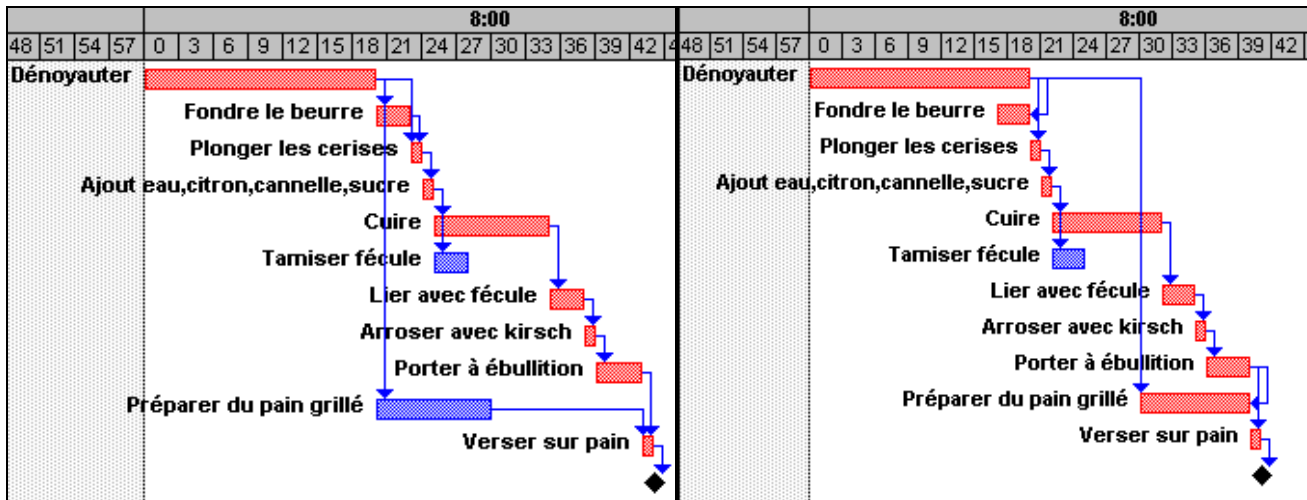 8:00
48 51 54 57 0 3 6 9 12 15 18 21 24 27 30 33 36 39 42
Dénoyauter
Fondre le beurre
Plonger les cerises
Ajout eau,citron,cannelle,sucre
Cuire
Tamiser fécule
Lier avec fécule
Arroser avec kirsch
Porter à ébullition
Préparer du pain grillé
Verser sur pain
8:00
48 51 54 57 0 3 6 9 12 15 18 21 24 27 30 33 36 39 42
Dénoyauter
Fondre le beurre
Plonger les cerises
Ajout eau,citron,cannelle,sucre
Cuire
Tamiser fécule
Lier avec fécule
Arroser avec kirsch
Porter à ébullition
Préparer du pain grillé
Verser sur pain